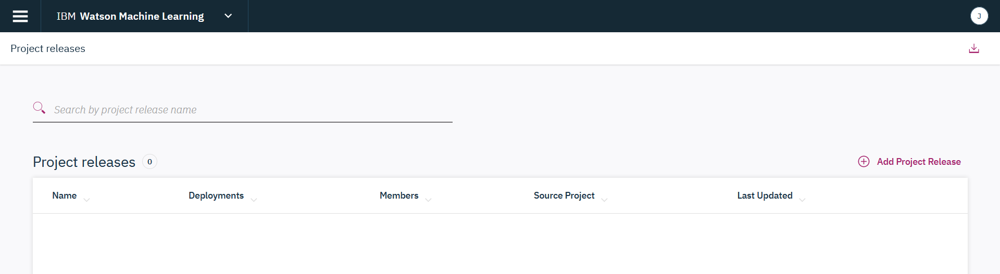 IBM Watson Machine Learning
J
Project releases
Search by project release name
Project releases 0
Add Project Release
Name Deployments Members Source Project Last Updated